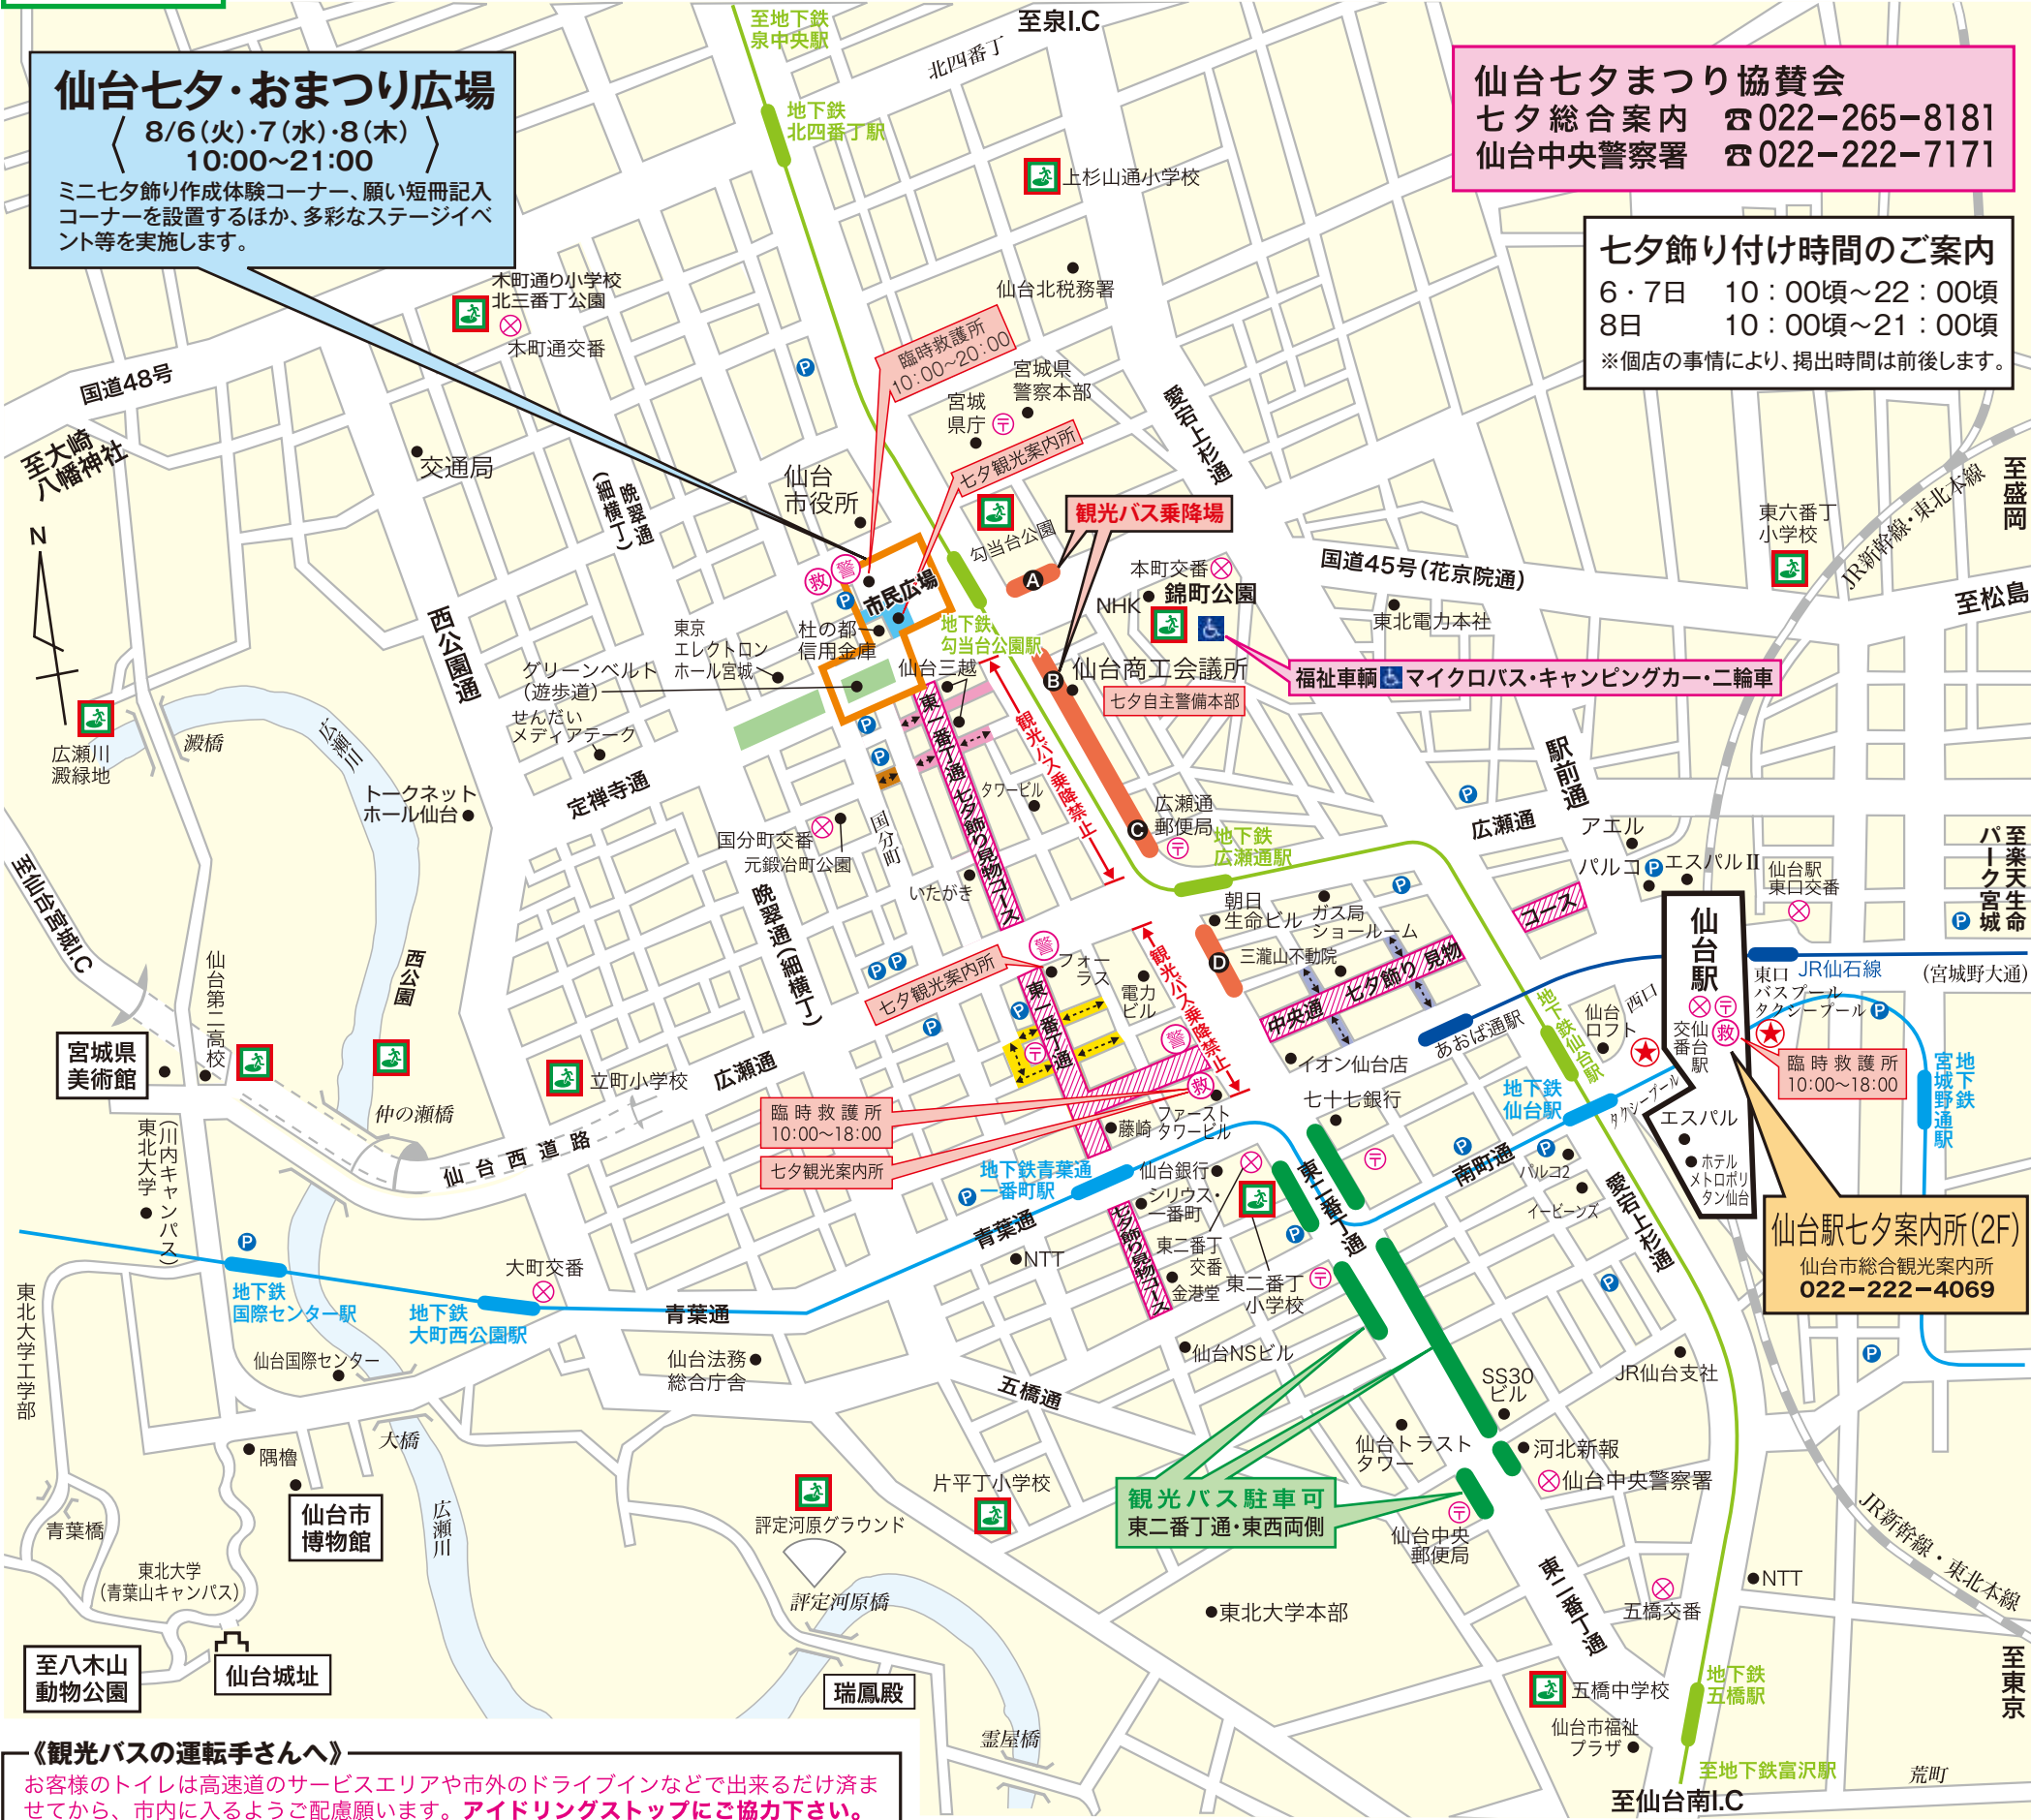 至地下鉄
泉中央駅
至泉I.C
北四番丁
仙台七夕・おまつり広場
8/6(火)・7(水)・8(木)
10:00〜21:00
ミニ七夕飾り作成体験コーナー、願い短冊記入
コーナーを設置するほか、多彩なステージイベ
ント等を実施します。
仙台七夕まつり協賛会
七夕総合案内 ☎022-265-8181
仙台中央警察署 ☎022-222-7171
七夕飾り付け時間のご案内
6・7日 10：00頃〜22：00頃
8日 10：00頃〜21：00頃
※個店の事情により、掲出時間は前後します。
地下鉄
北四番丁駅
上杉山通小学校
仙台北税務署
木町通り小学校
北三番丁公園
木町通交番
国道48号
至大崎
八幡神社
交通局
N
臨時救護所
10:00〜20:00
宮城県
警察本部
宮城
県庁
〒
七夕観光案内所
愛宕上杉通
晩翠通
(細横丁)
仙台
市役所
勾当台公園
観光バス乗降場
A
本町交番
NHK
錦町公園
国道45号(花京院通)
東北電力本社
東六番丁
小学校
JR新幹線・東北本線
至盛岡
至松島
救
警
市民広場
P
杜の都
信用金庫
地下鉄
勾当台公園駅
東京
エレクトロン
ホール宮城
グリーンベルト
(遊歩道)
せんだい
メディアテーク
仙台三越
B
仙台商工会議所
七夕自主警備本部
福祉車輌 マイクロバス・キャンピングカー・二輪車
西公園通
広瀬川
澱緑地
澱橋
広瀬川
トークネット
ホール仙台
定禅寺通
東一番丁通 七夕飾り見物コース
観光バス乗降禁止
タワービル
国分町交番
元鍛冶町公園
国分町
いたがき
C
広瀬通
郵便局
〒
地下鉄
広瀬通駅
駅前通
広瀬通
アエル
パルコ
P
エスパルⅡ
仙台駅
東口交番
至楽天生命
パーク宮城
至仙台宮城I.C
西公園
仙台第二高校
晩翠通(細横丁)
七夕観光案内所
警
フォー
ラス
電力
ビル
東一番丁通
観光バス乗降禁止
朝日
生命ビル
ガス局
ショールーム
三瀧山不動院
D
中央通 七夕飾り 見物
コース
仙台駅
東口 JR仙石線
バスプール
タクシープール
(宮城野大通)
仙台
ロフト
西口
地下鉄仙台駅
あおば通駅
イオン仙台店
仙台駅
交番
〒
救
臨時救護所
10:00〜18:00
地下鉄
宮城野通駅
宮城県
美術館
仲の瀬橋
立町小学校
広瀬通
仙台西道路
臨時救護所
10:00〜18:00
七夕観光案内所
警
救
ファースト
タワービル
藤崎
七十七銀行
地下鉄
仙台駅
タクシープール
エスパル
ホテル
メトロポリ
タン仙台
東北大学
(川内キャンパス)
地下鉄青葉通
一番町駅
仙台銀行
シリウス・
一番町
東二番丁
交番
東二番丁通
南町通
パルコ2
イービーンズ
愛宕上杉通
仙台駅七夕案内所(2F)
仙台市総合観光案内所
022-222-4069
地下鉄
国際センター駅
地下鉄
大町西公園駅
大町交番
青葉通
青葉通
NTT
七夕飾り見物コース
金港堂
東二番丁
小学校
東北大学工学部
仙台国際センター
仙台法務
総合庁舎
五橋通
仙台NSビル
SS30
ビル
JR仙台支社
大橋
隅櫓
仙台トラスト
タワー
河北新報
仙台中央警察署
観光バス駐車可
東二番丁通・東西両側
仙台中央
郵便局
片平丁小学校
評定河原グラウンド
青葉橋
仙台市
博物館
広瀬川
東北大学
(青葉山キャンパス)
評定河原橋
東北大学本部
東二番丁通
五橋交番
NTT
JR新幹線・東北本線
至八木山
動物公園
仙台城址
瑞鳳殿
霊屋橋
五橋中学校
仙台市福祉
プラザ
地下鉄
五橋駅
至東京
至地下鉄富沢駅
荒町
至仙台南I.C
《観光バスの運転手さんへ》
お客様のトイレは高速道のサービスエリアや市外のドライブインなどで出来るだけ済ま
せてから、市内に入るようご配慮願います。アイドリングストップにご協力下さい。